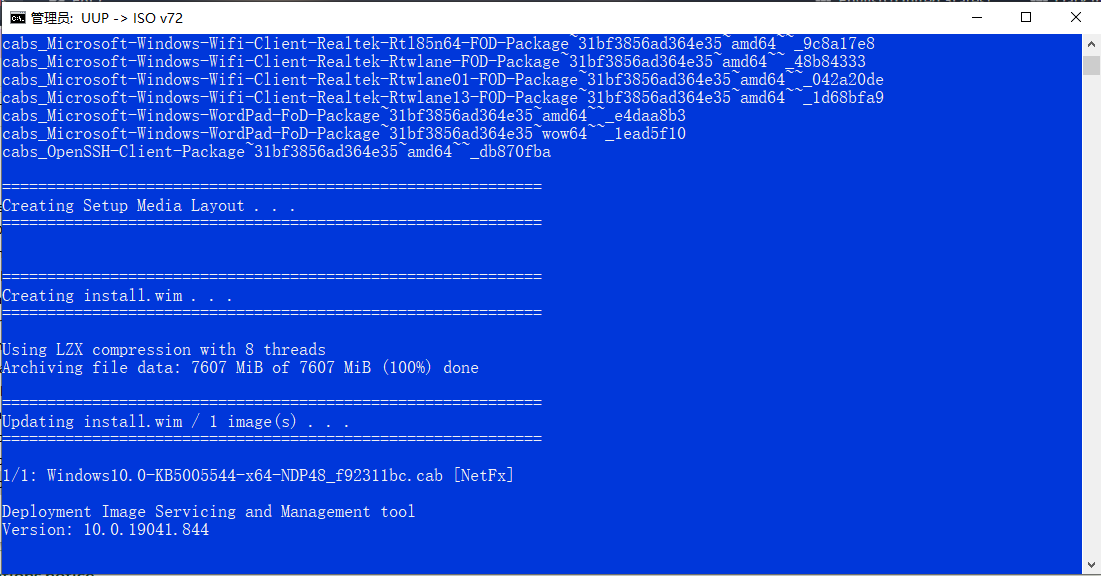 管理员: UUP -> ISO v72
cabs_Microsoft-Windows-Wifi-Client-Realtek-Rtl85n64-FOD-Package~31bf3856ad364e35~amd64~~_9c8a17e8
cabs_Microsoft-Windows-Wifi-Client-Realtek-Rtwlane-FOD-Package~31bf3856ad364e35~amd64~~_48b84333
cabs_Microsoft-Windows-Wifi-Client-Realtek-Rtwlane01-FOD-Package~31bf3856ad364e35~amd64~~_042a20de
cabs_Microsoft-Windows-Wifi-Client-Realtek-Rtwlane13-FOD-Package~31bf3856ad364e35~amd64~~_1d68bfa9
cabs_Microsoft-Windows-WordPad-FoD-Package~31bf3856ad364e35~amd64~~_e4daa8b3
cabs_Microsoft-Windows-WordPad-FoD-Package~31bf3856ad364e35~wow64~~_1ead5f10
cabs_OpenSSH-Client-Package~31bf3856ad364e35~amd64~~_db870fba
============================================================
Creating Setup Media Layout . . .
============================================================
============================================================
Creating install.wim . . .
============================================================
Using LZX compression with 8 threads
Archiving file data: 7607 MiB of 7607 MiB (100%) done
============================================================
Updating install.wim / 1 image(s) . . .
============================================================
1/1: Windows10.0-KB5005544-x64-NDP48_f92311bc.cab [NetFx]
Deployment Image Servicing and Management tool
Version: 10.0.19041.844